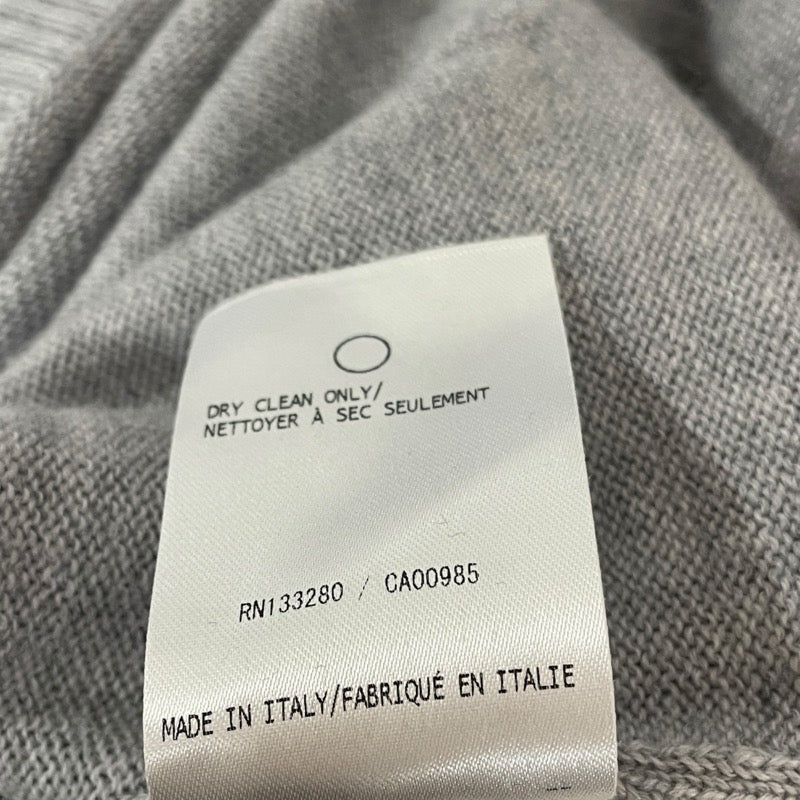 DRY CLEAN ONLY/
NETTOYER À SEC SEULEMENT
RN133280 / CA00985
MADE IN ITALY/FABRIQUÉ EN ITALIE